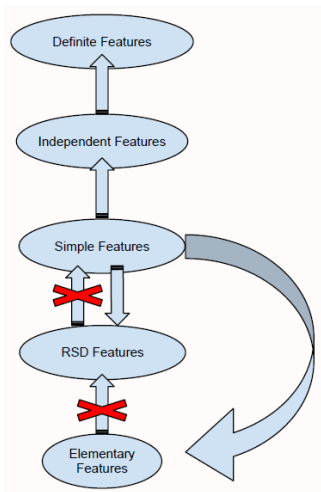 Definite Features
Independent Features
Simple Features
RSD Features
Elementary
Features